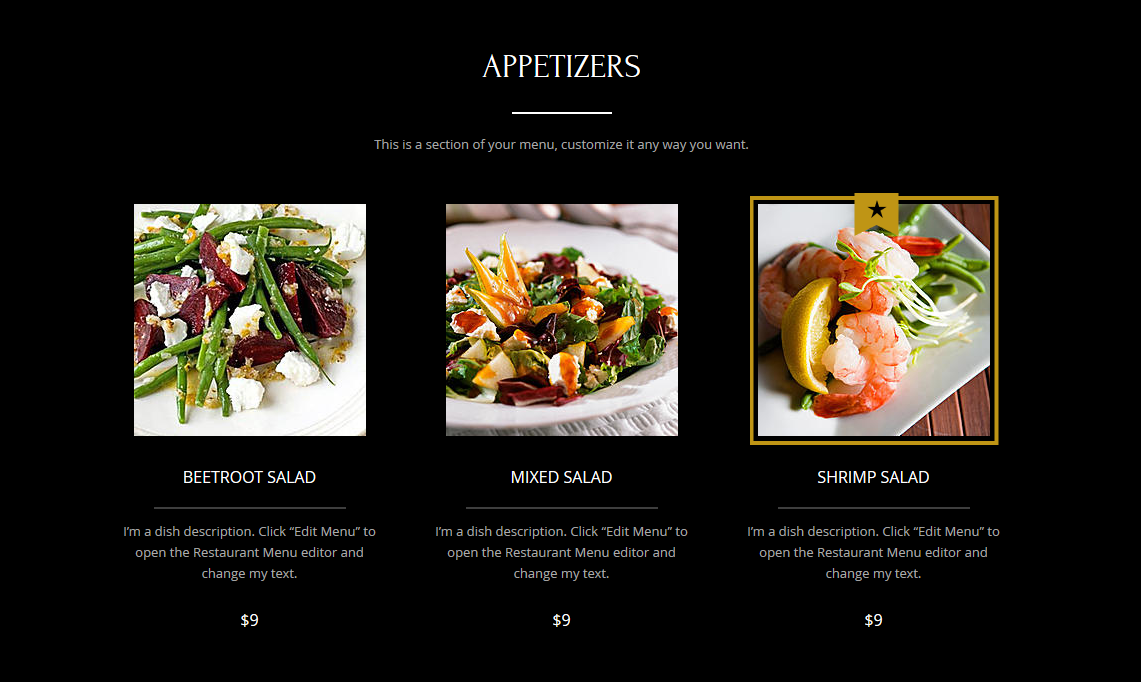 APPETIZERS
This is a section of your menu, customize it any way you want.
BEETROOT SALAD
I'm a dish description. Click “Edit Menu” to
open the Restaurant Menu editor and
change my text.
$9
MIXED SALAD
I'm a dish description. Click “Edit Menu” to
open the Restaurant Menu editor and
change my text.
$9
SHRIMP SALAD
I'm a dish description. Click “Edit Menu” to
open the Restaurant Menu editor and
change my text.
$9